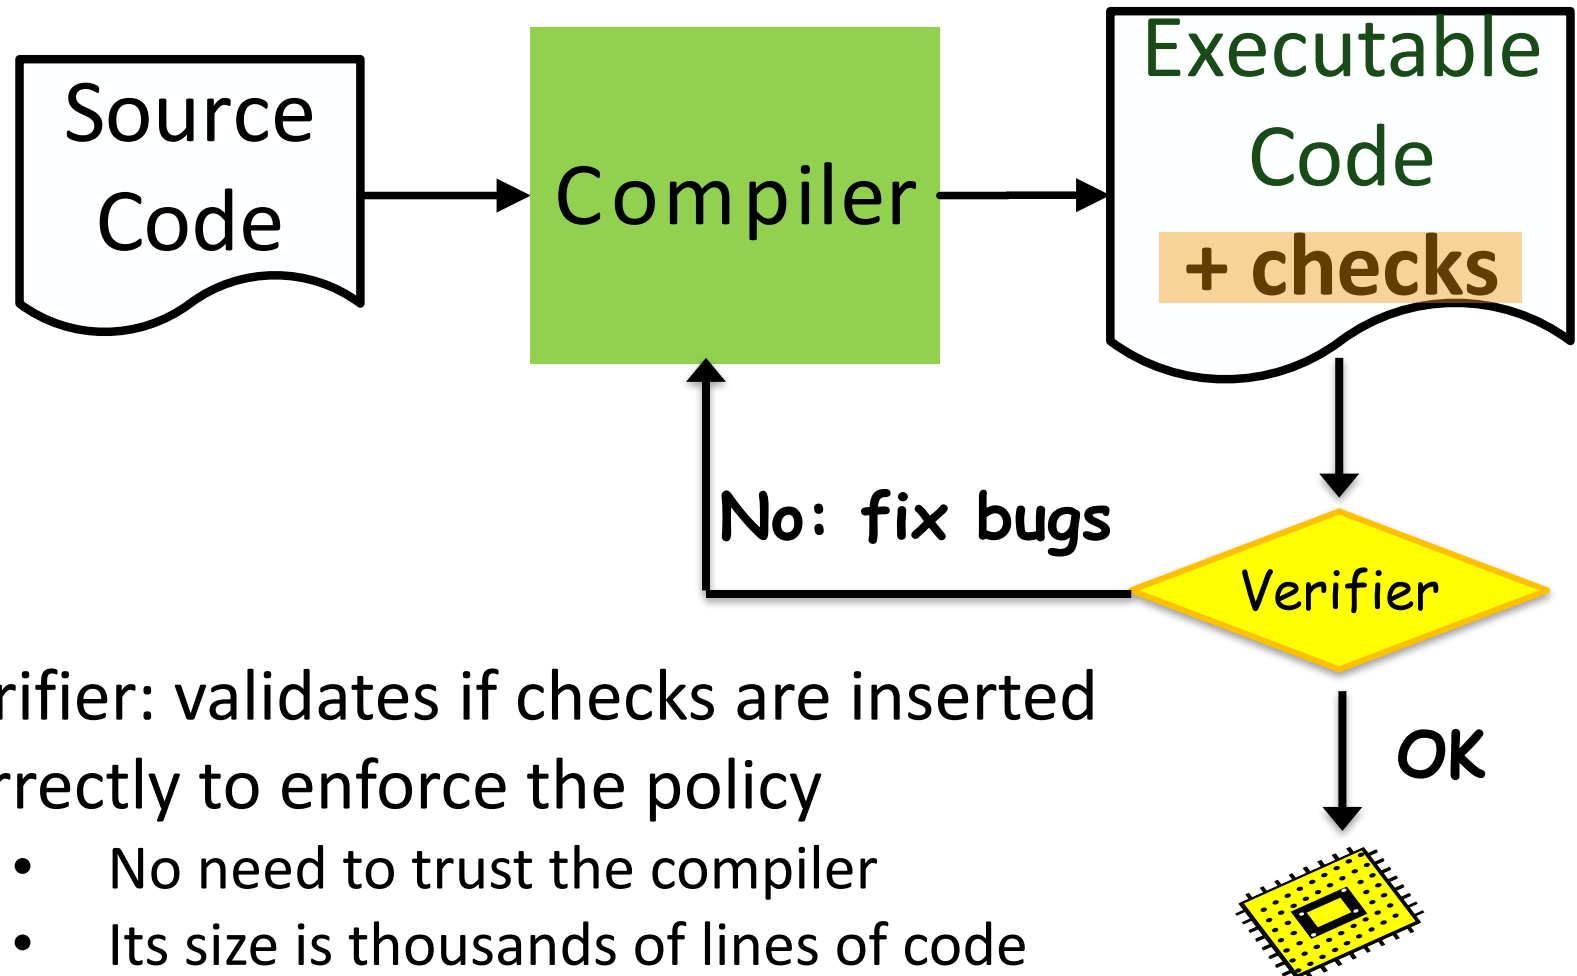 Source
Code
Compiler
Executable
Code
+ checks
No: fix bugs
Verifier
rifier: validates if checks are inserted
rrectly to enforce the policy
OK
• No need to trust the compiler
• Its size is thousands of lines of code